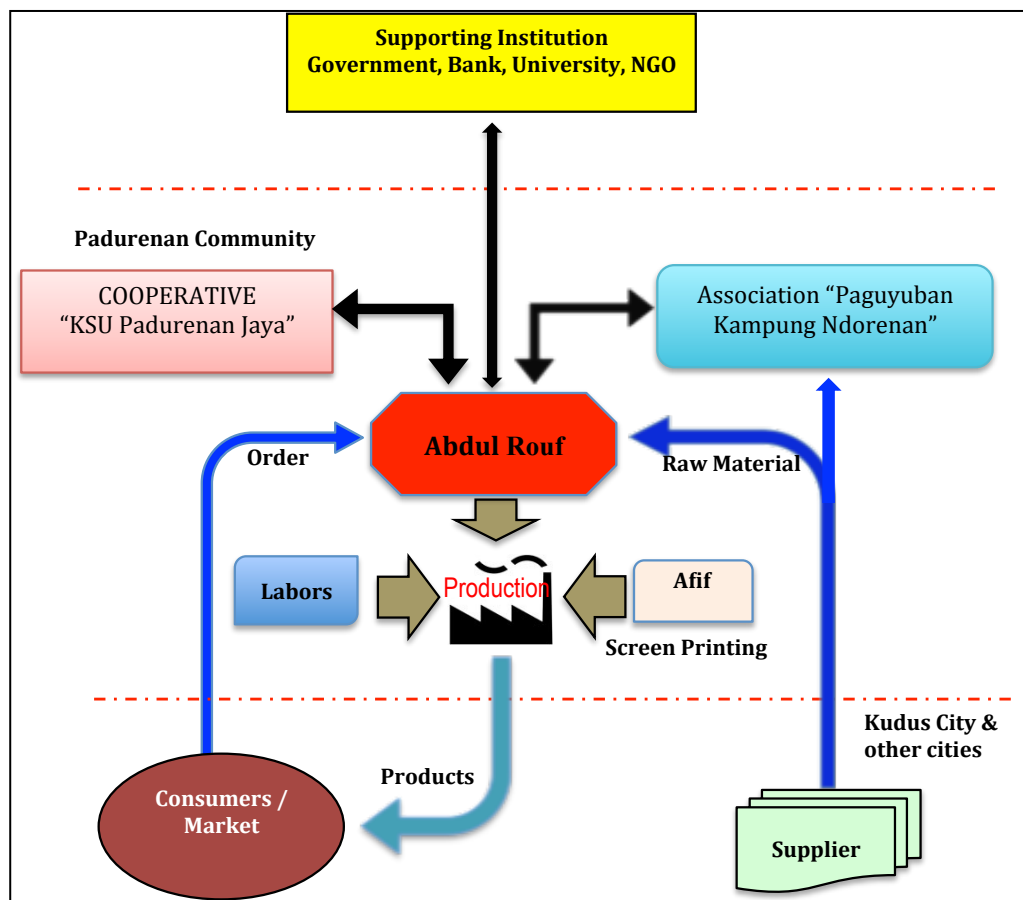 Supporting Institution
Government, Bank, University, NGO
Padurenan Community
COOPERATIVE
“KSU Padurenan Jaya”
Association “Paguyuban
Kampung Ndorenan”
Abdul Rouf
Order
Raw Material
Labors
Production
Afif
Screen Printing
Kudus City &
other cities
Products
Consumers /
Market
Supplier